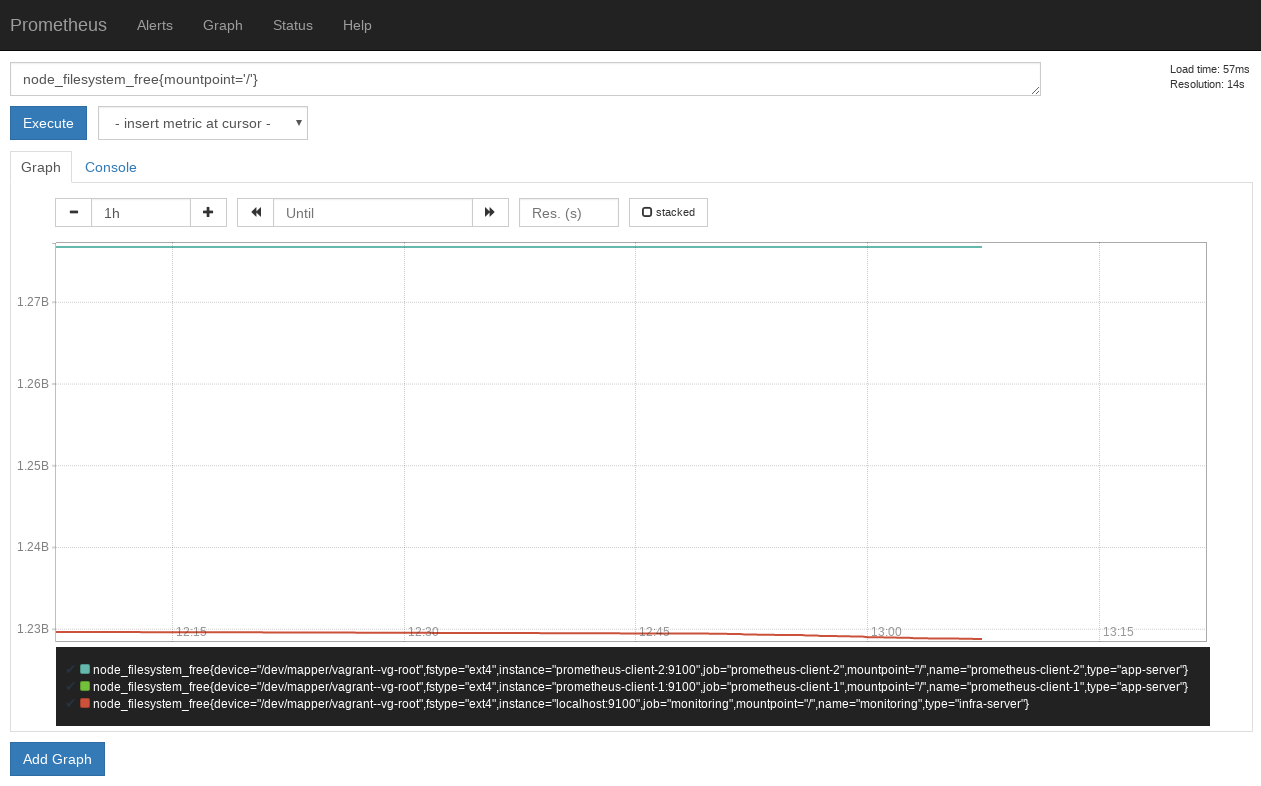 Prometheus Alerts Graph Status Help
node_filesystem_free{mountpoint='/'}
Load time: 57ms
Resolution: 14s
Execute - insert metric at cursor -
Graph Console
1h Until Res. (s) stacked
1.27B
1.26B
1.25B
1.24B
1.23B
12:15 12:30 12:45 13:00 13:15
node_filesystem_free{device="/dev/mapper/vagrant--vg-root",fstype="ext4",instance="prometheus-client-2:9100",job="prometheus-client-2",mountpoint="/",name="prometheus-client-2",type="app-server"}
node_filesystem_free{device="/dev/mapper/vagrant--vg-root",fstype="ext4",instance="prometheus-client-1:9100",job="prometheus-client-1",mountpoint="/",name="prometheus-client-1",type="app-server"}
node_filesystem_free{device="/dev/mapper/vagrant--vg-root",fstype="ext4",instance="localhost:9100",job="monitoring",mountpoint="/",name="monitoring",type="infra-server"}
Add Graph